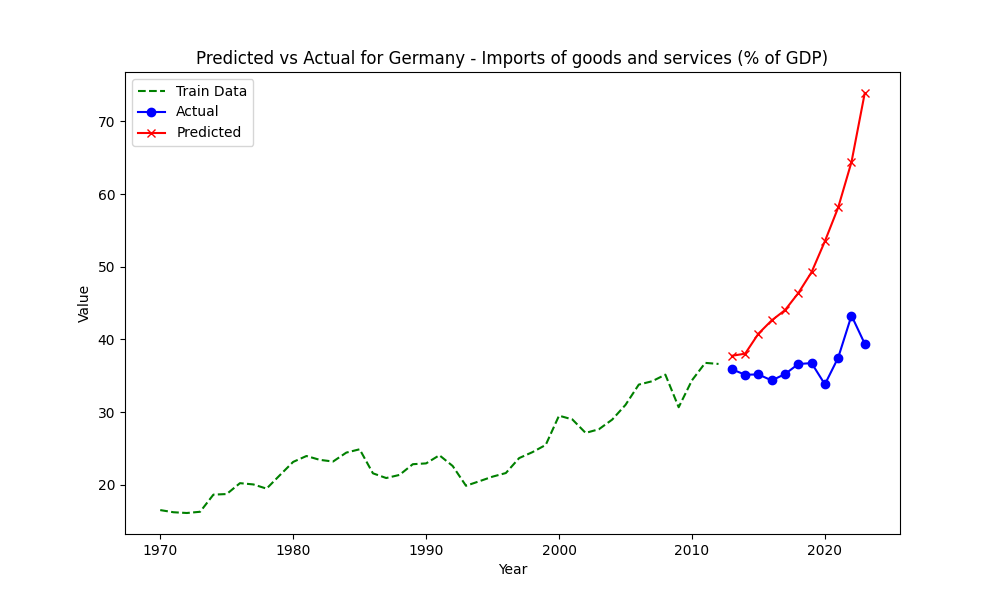 Predicted vs Actual for Germany - Imports of goods and services (% of GDP)
Train Data
Actual
Predicted
Value
70
60
50
40
30
20
1970
1980
1990
2000
2010
2020
Year